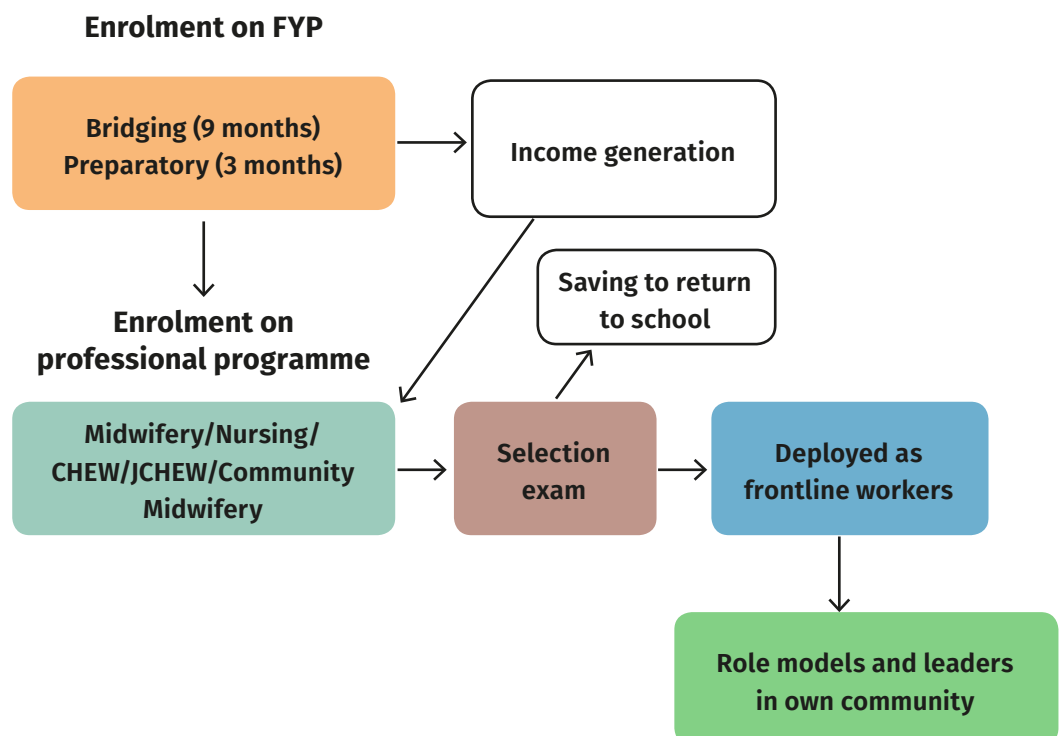 Enrolment on FYP
Bridging (9 months)
Preparatory (3 months)
Income generation
Saving to return
to school
Enrolment on
professional programme
Midwifery/Nursing/
CHEW/JCHEW/Community
Midwifery
Selection
exam
Deployed as
frontline workers
Role models and leaders
in own community